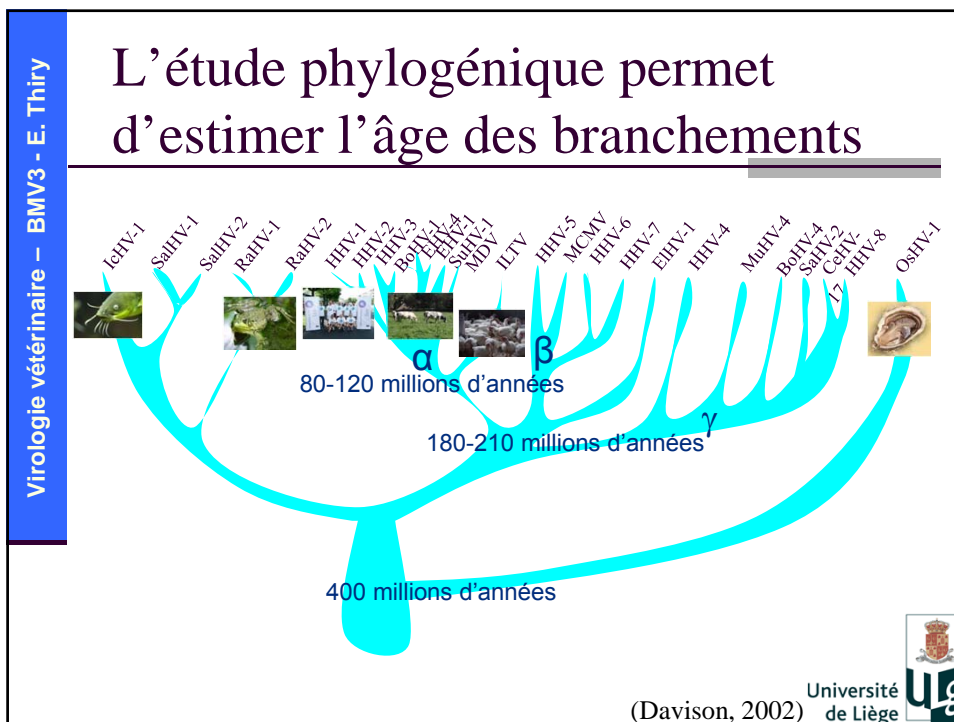 Virologie vétérinaire – BMV3 - E. Thiry
L’étude phylogénique permet
d’estimer l’âge des branchements
IcHV-1
SalHV-1
SalHV-2
RaHV-1
RaHV-2
HHV-1
HHV-2
HHV-3
BoHV-1
EHV-4
EHV-1
SuHV-1
MDV
ILTV
HHV-5
MCMV
HHV-6
HHV-7
ElHV-1
HHV-4
MuHV-4
BoHV-4
SaHV-2
CeHV-
17
HHV-8
OsHV-1
α
β
80-120 millions d’années
γ
180-210 millions d’années
400 millions d’années
(Davison, 2002)
Université
de Liège